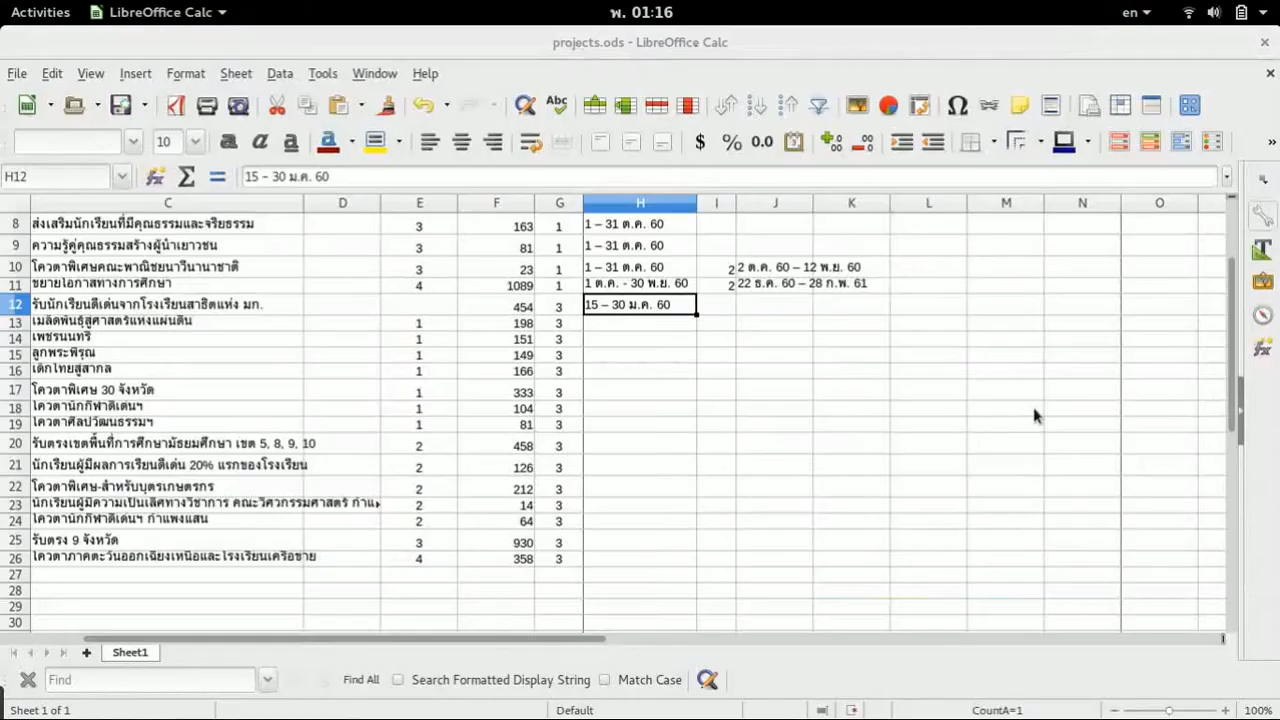 Activities LibreOffice Calc พ. 01:16 en
projects.ods - LibreOffice Calc
File Edit View Insert Format Sheet Data Tools Window Help
10
H12 15 – 30 ม.ค. 60
C D E F G H I J K L M N O
8 ส่งเสริมนักเรียนที่มีคุณธรรมและจริยธรรม 3 163 1 1 – 31 ต.ค. 60
9 ความรู้คู่คุณธรรมสร้างผู้นำเยาวชน 3 81 1 1 – 31 ต.ค. 60
10 โควตาพิเศษคณะพาณิชยนาวีนานาชาติ 3 23 1 1 – 31 ต.ค. 60 2 2 ต.ค. 60 – 12 พ.ย. 60
11 ขยายโอกาสทางการศึกษา 4 1089 1 1 ต.ค. - 30 พ.ย. 60 2 22 ธ.ค. 60 – 28 ก.พ. 61
12 รับนักเรียนดีเด่นจากโรงเรียนสาธิตแห่ง มก. 454 3 15 – 30 ม.ค. 60
13 เมล็ดพันธุ์สู่ศาสตร์แห่งแผ่นดิน 1 198 3
14 เพชรนนทรี 1 151 3
15 ลูกพระพิรุณ 1 149 3
16 เด็กไทยสู่สากล 1 166 3
17 โควตาพิเศษ 30 จังหวัด 1 333 3
18 โควตานักกีฬาดีเด่นฯ 1 104 3
19 โควตาศิลปวัฒนธรรมฯ 1 81 3
20 รับตรงเขตพื้นที่การศึกษามัธยมศึกษา เขต 5, 8, 9, 10 2 458 3
21 นักเรียนผู้มีผลการเรียนดีเด่น 20% แรกของโรงเรียน 2 126 3
22 โควตาพิเศษ-สำหรับบุตรเกษตรกร 2 212 3
23 นักเรียนผู้มีความเป็นเลิศทางวิชาการ คณะวิศวกรรมศาสตร์ กำแ 2 14 3
24 โควตานักกีฬาดีเด่นฯ กำแพงแสน 2 64 3
25 รับตรง 9 จังหวัด 3 930 3
26 โควตาภาคตะวันออกเฉียงเหนือและโรงเรียนเครือข่าย 4 358 3
27
28
29
30
Sheet1
Find Find All Search Formatted Display String Match Case
Sheet 1 of 1 Default CountA=1 100%